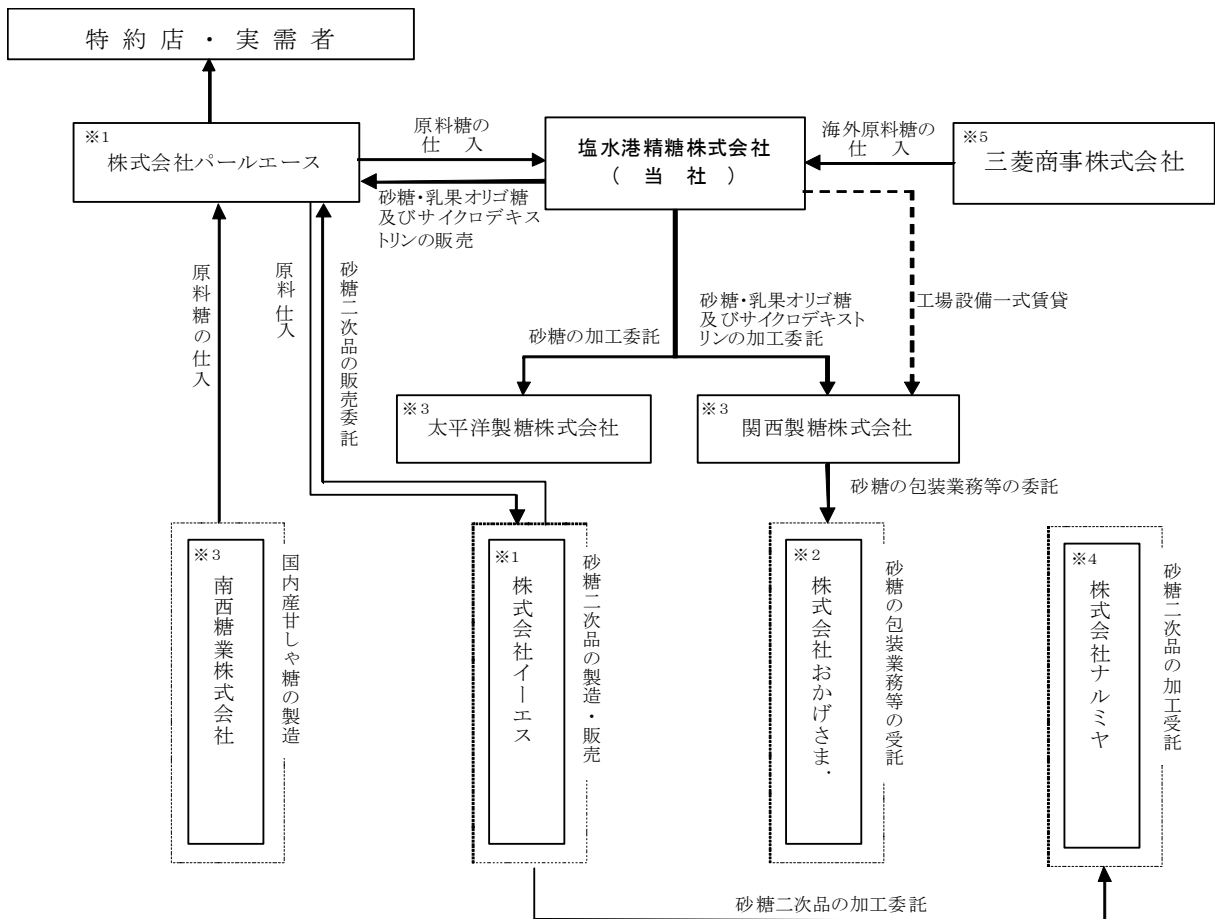 特約店・実需者
※1
株式会社パールエース
原料糖の
仕入
塩水港精糖株式会社
(当社)
海外原料糖の
仕入
※5
三菱商事株式会社
砂糖・乳果オリゴ糖
及びサイクロデキス
トリンの販売
原料糖の仕入
原料仕入
砂糖二次品の販売委託
砂糖の加工委託
砂糖・乳果オリゴ糖
及びサイクロデキスト
リンの加工委託
工場設備一式賃貸
※3
太平洋製糖株式会社
※3
関西製糖株式会社
砂糖の包装業務等の委託
※3
南西糖業株式会社
国内産甘しゃ糖の製造
※1
株式会社イーエス
砂糖二次品の製造・販売
※2
株式会社おかげさま.
砂糖の包装業務等の受託
※4
株式会社ナルミヤ
砂糖二次品の加工受託
砂糖二次品の加工委託